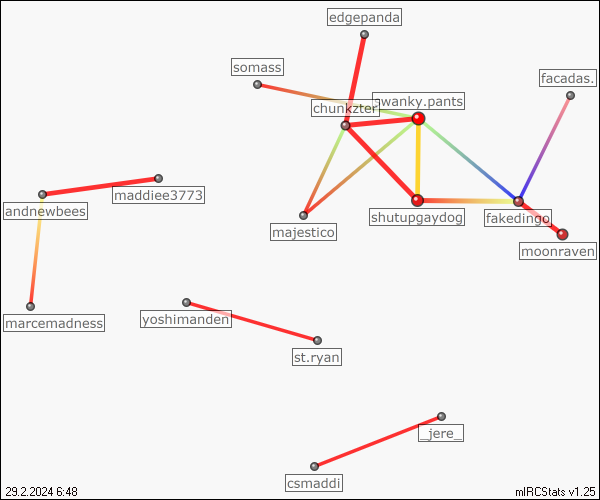 edgepanda
somass
facadas.
chunkzter
swanky.pants
maddiee3773
andnewbees
shutupgaydog
fakedingo
majestico
moonraven
yoshimanden
marcemadness
st.ryan
_jere_
csmaddi
29.2.2024 6:48
mIRCStats v1.25